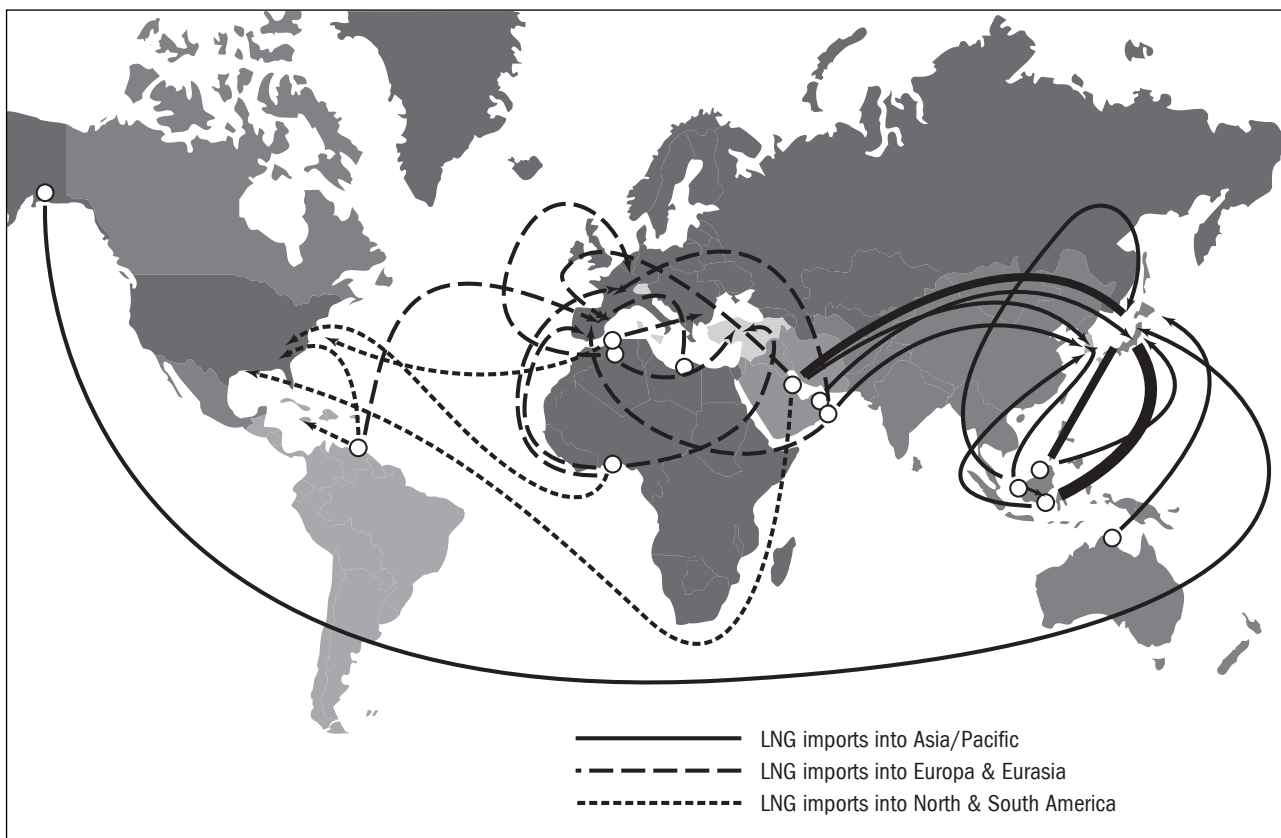 LNG imports into Asia/Pacific
LNG imports into Europa & Eurasia
LNG imports into North & South America